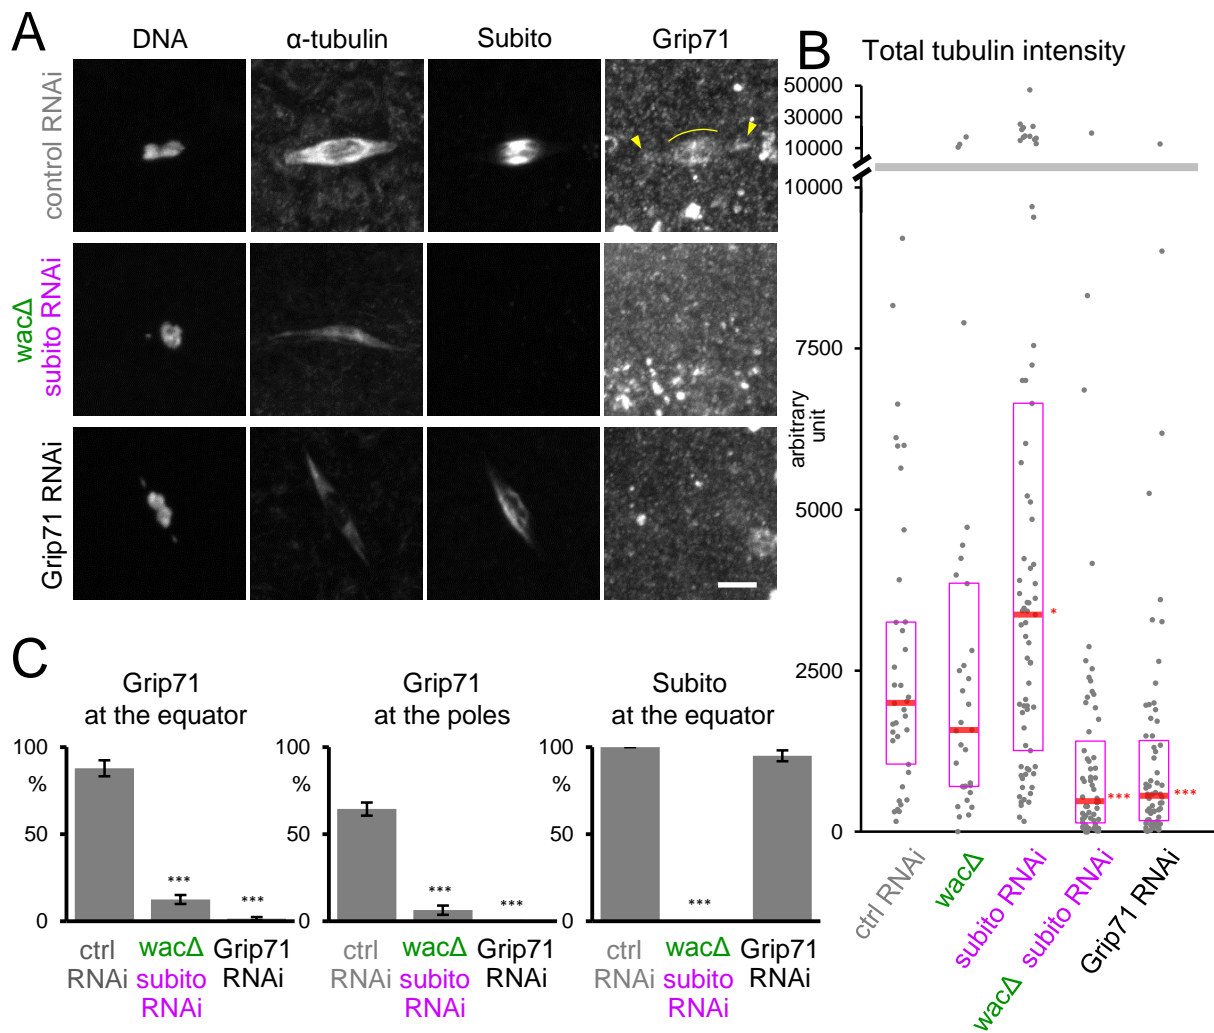 A
DNA
α-tubulin
Subito
Grip71
control RNAi
wacΔ
subito RNAi
Grip71 RNAi
B
Total tubulin intensity
50000
30000
10000
10000
7500
5000
2500
0
arbitrary
unit
*
***
***
ctrl RNAi
wacΔ
subito RNAi
wacΔ subito RNAi
Grip71 RNAi
C
Grip71
at the equator
100
%
50
0
***
***
ctrl
RNAi
wacΔ
subito
RNAi
Grip71
RNAi
Grip71
at the poles
100
%
50
0
***
***
ctrl
RNAi
wacΔ
subito
RNAi
Grip71
RNAi
Subito
at the equator
100
%
50
0
***
ctrl
RNAi
wacΔ
subito
RNAi
Grip71
RNAi